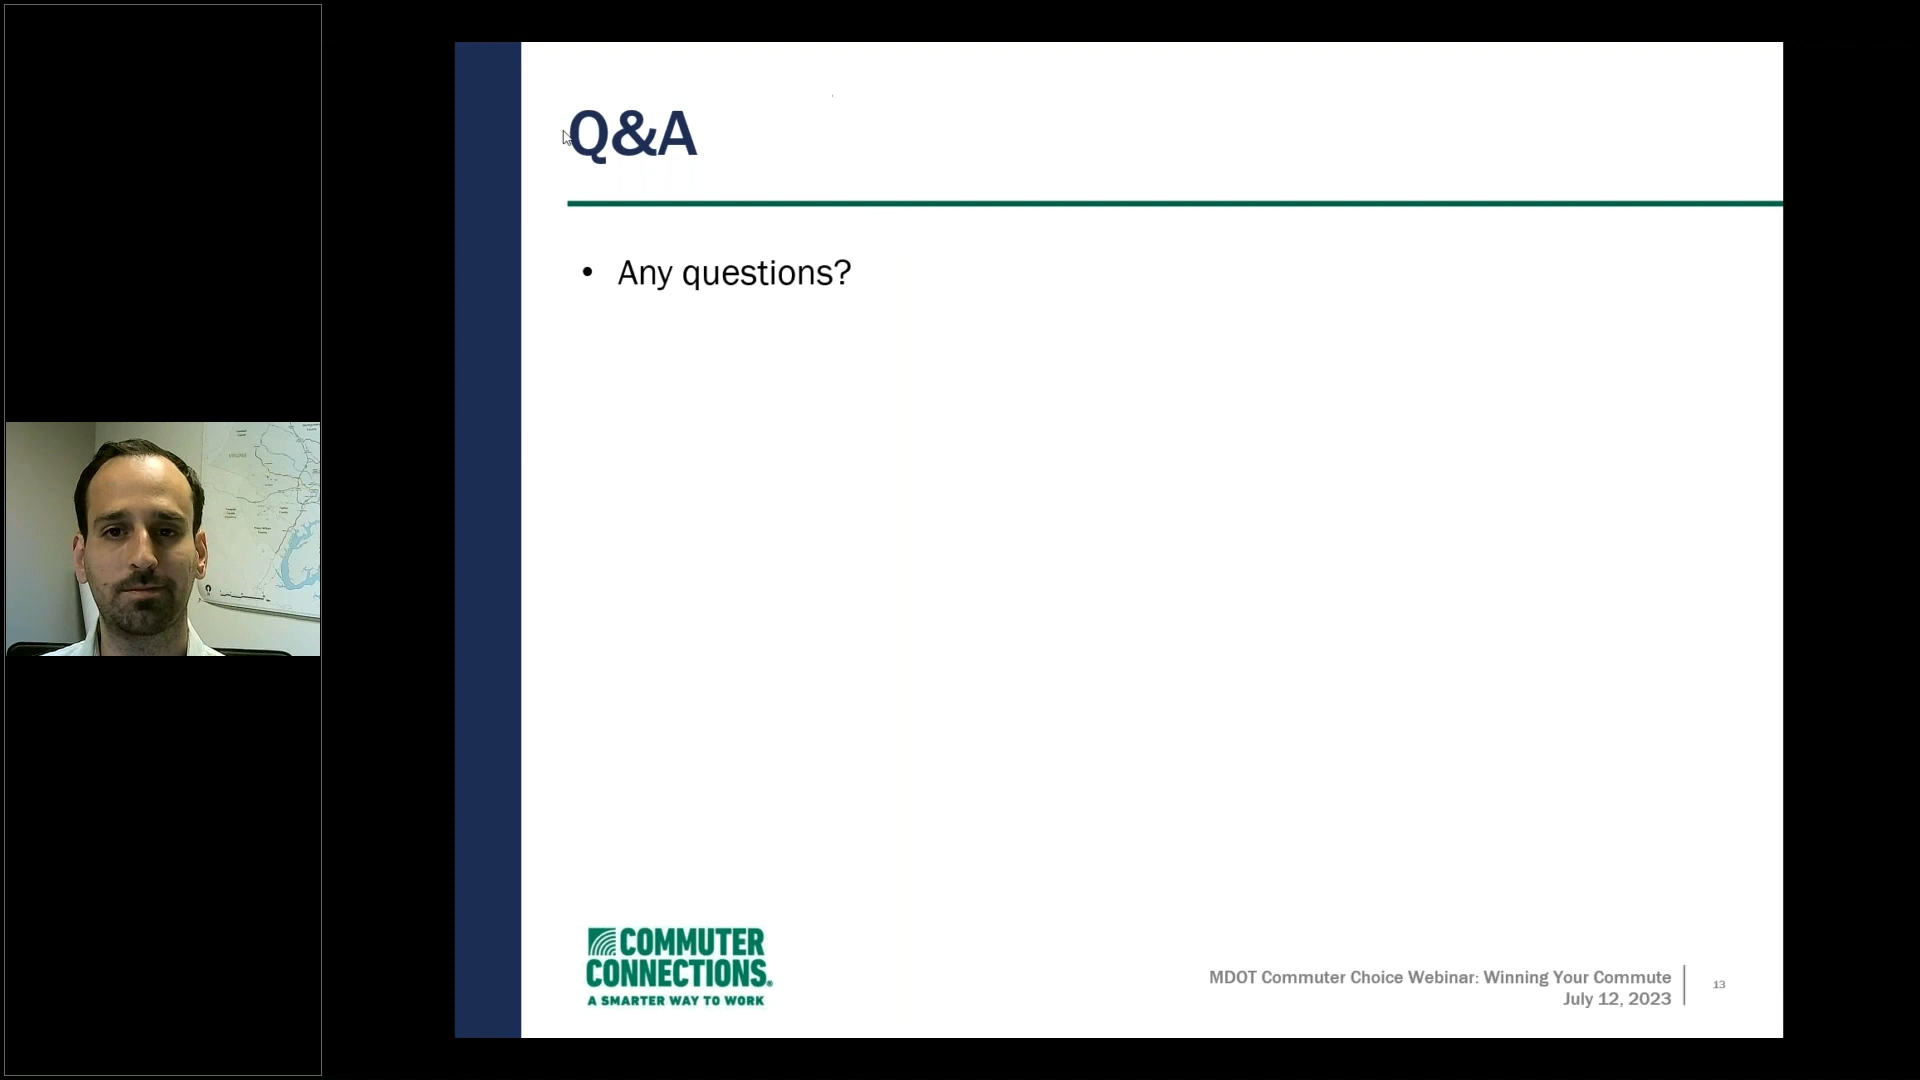 Q&A
• Any questions?
COMMUTER
CONNECTIONS®
A SMARTER WAY TO WORK
MDOT Commuter Choice Webinar: Winning Your Commute
July 12, 2023
13